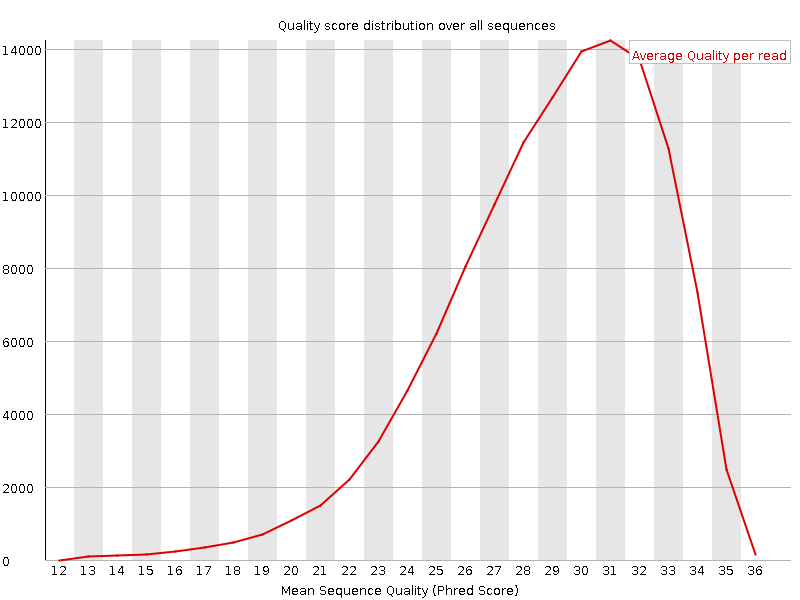 Quality score distribution over all sequences
Average Quality per read
14000
12000
10000
8000
6000
4000
2000
0
12 13 14 15 16 17 18 19 20 21 22 23 24 25 26 27 28 29 30 31 32 33 34 35 36
Mean Sequence Quality (Phred Score)